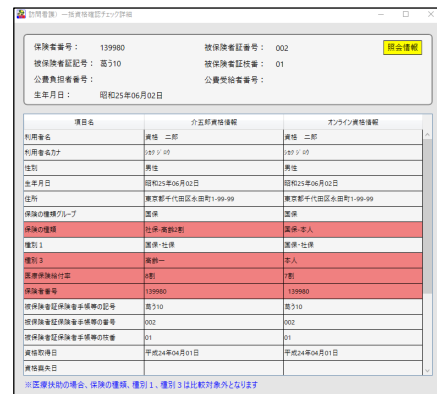 訪問看護）一括資格確認チェック詳細
保険者番号： 139980 被保険者証番号： 002 照会情報
被保険者証記号： 葛う10 被保険者証枝番： 01
公費負担者番号： 公費受給者番号：
生年月日： 昭和25年06月02日
項目名 介五郎資格情報 オンライン資格情報
利用者名 資格　二郎 資格　二郎
利用者名カナ ｼｶｸ ｼﾞﾛｳ ｼｶｸ ｼﾞﾛｳ
性別 男性 男性
生年月日 昭和25年06月02日 昭和25年06月02日
住所 東京都千代田区永田町1-99-99 東京都千代田区永田町1-99-99
保険の種類グループ 国保 国保
保険の種類 社保-高齢2割 国保-本人
種別１ 国保･社保 国保･社保
種別３ 高齢一 本人
医療保険給付率 8割 7割
保険者番号 139980 139980
被保険者証保険者手帳等の記号 葛う10 葛う10
被保険者証保険者手帳等の番号 002 002
被保険者証保険者手帳等の枝番 01 01
資格取得日 平成24年04月01日 平成24年04月01日
資格喪失日
※医療扶助の場合、保険の種類、種別１、種別３は比較対象外となります